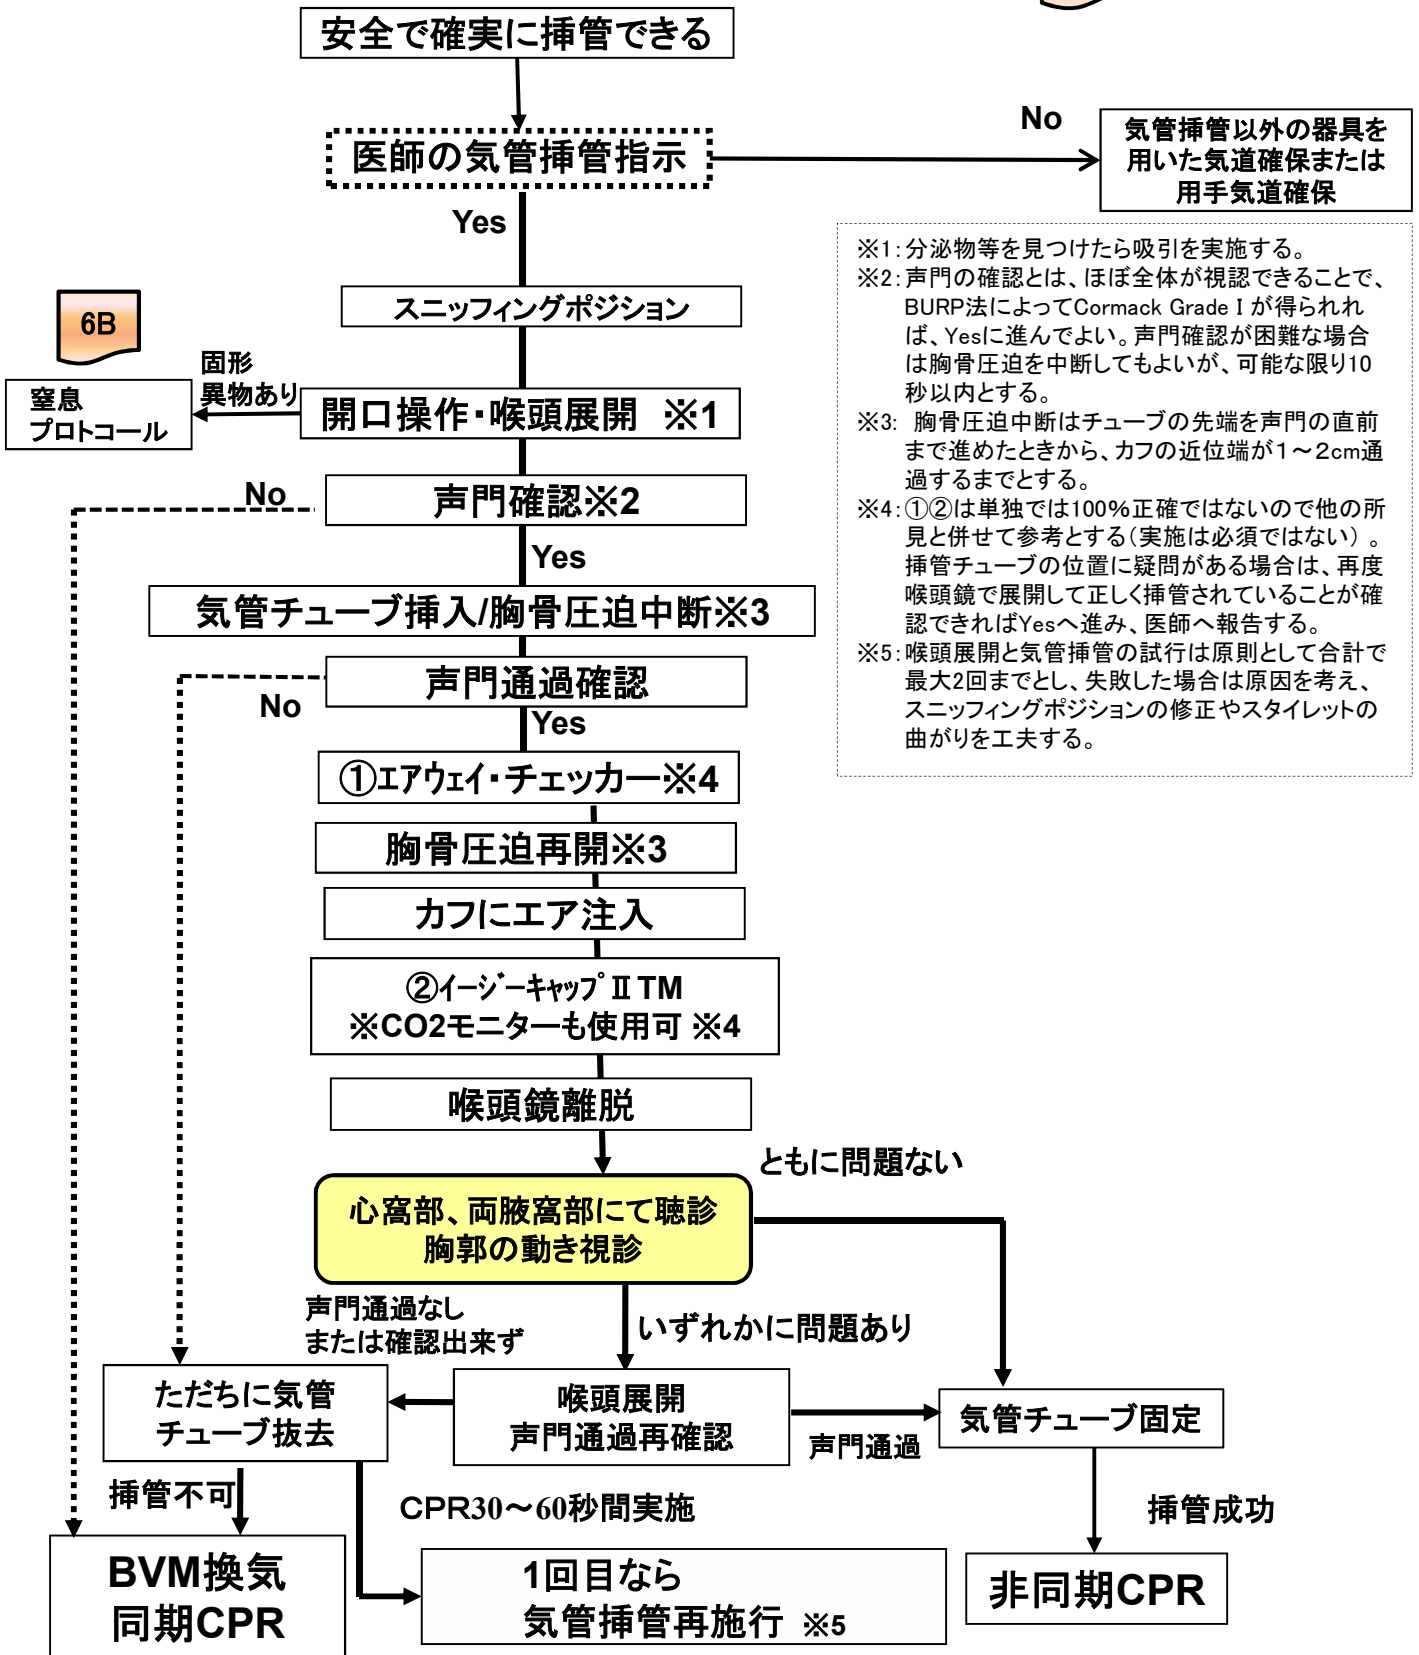 安全で確実に挿管できる
医師の気管挿管指示
No
気管挿管以外の器具を
用いた気道確保または
用手気道確保
Yes
スニッフィングポジション
※1:分泌物等を見つけたら吸引を実施する。
※2:声門の確認とは、ほぼ全体が視認できることで、
BURP法によってCormack Grade I が得られれ
ば、Yesに進んでよい。声門確認が困難な場合
は胸骨圧迫を中断してもよいが、可能な限り10
秒以内とする。
※3: 胸骨圧迫中断はチューブの先端を声門の直前
まで進めたときから、カフの近位端が1～2cm通
過するまでとする。
※4:①②は単独では100%正確ではないので他の所
見と併せて参考とする(実施は必須ではない) 。
挿管チューブの位置に疑問がある場合は、再度
喉頭鏡で展開して正しく挿管されていることが確
認できればYesへ進み、医師へ報告する。
※5:喉頭展開と気管挿管の試行は原則として合計で
最大2回までとし、失敗した場合は原因を考え、
スニッフィングポジションの修正やスタイレットの
曲がりを工夫する。
6B
固形
異物あり
窒息
プロトコール
開口操作・喉頭展開 ※1
No
声門確認※2
Yes
気管チューブ挿入/胸骨圧迫中断※3
声門通過確認
No
Yes
①ｴｱｳｪｲ・チェッカー※4
胸骨圧迫再開※3
カフにエア注入
②ｲｰｼﾞｰｷｬｯﾌﾟ Ⅱ TM
※CO2モニターも使用可 ※4
喉頭鏡離脱
ともに問題ない
心窩部、両腋窩部にて聴診
胸郭の動き視診
声門通過なし
または確認出来ず
いずれかに問題あり
ただちに気管
チューブ抜去
喉頭展開
声門通過再確認
声門通過
気管チューブ固定
挿管不可
CPR30～60秒間実施
挿管成功
BVM換気
同期CPR
1回目なら
気管挿管再施行 ※5
非同期CPR